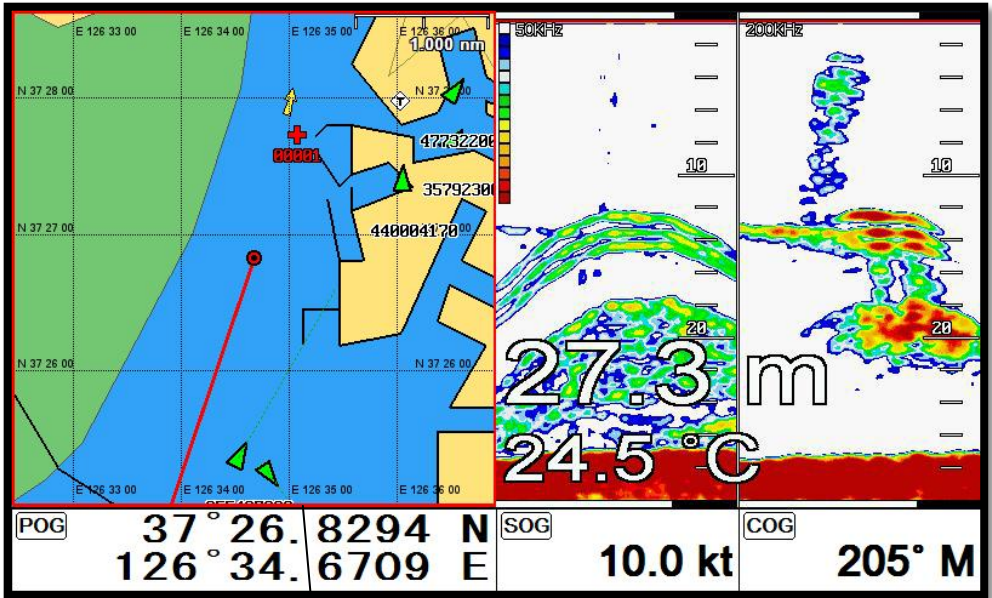 E 126 33 00
E 126 34 00
E 126 35 00
E 126 36 00
1.000 nm
N 37 28 00
T
00001
47732200
35792300
N 37 27 00
440004170
N 37 26 00
N 37 26 00
E 126 33 00
E 126 34 00
E 126 35 00
E 126 36 00
50KHz
10
20
200KHz
10
20
27.3 m
24.5 °C
POG
37°26.8294 N
126°34.6709 E
SOG
10.0 kt
COG
205° M